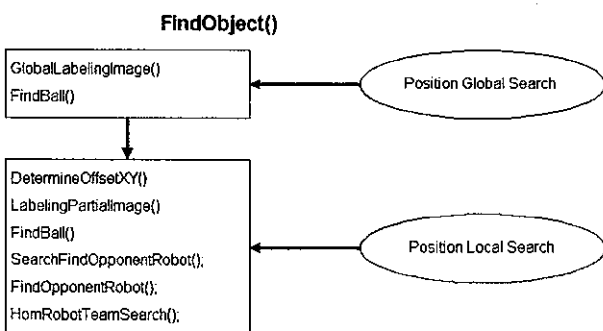 FindObject()
GlobalLabelingImage()
FindBall()
Position Global Search
DetermineOffsetXY()
LabelingPartialImage()
FindBall()
SearchFindOpponentRobot();
FindOpponentRobot();
HomRobotTeamSearch();
Position Local Search